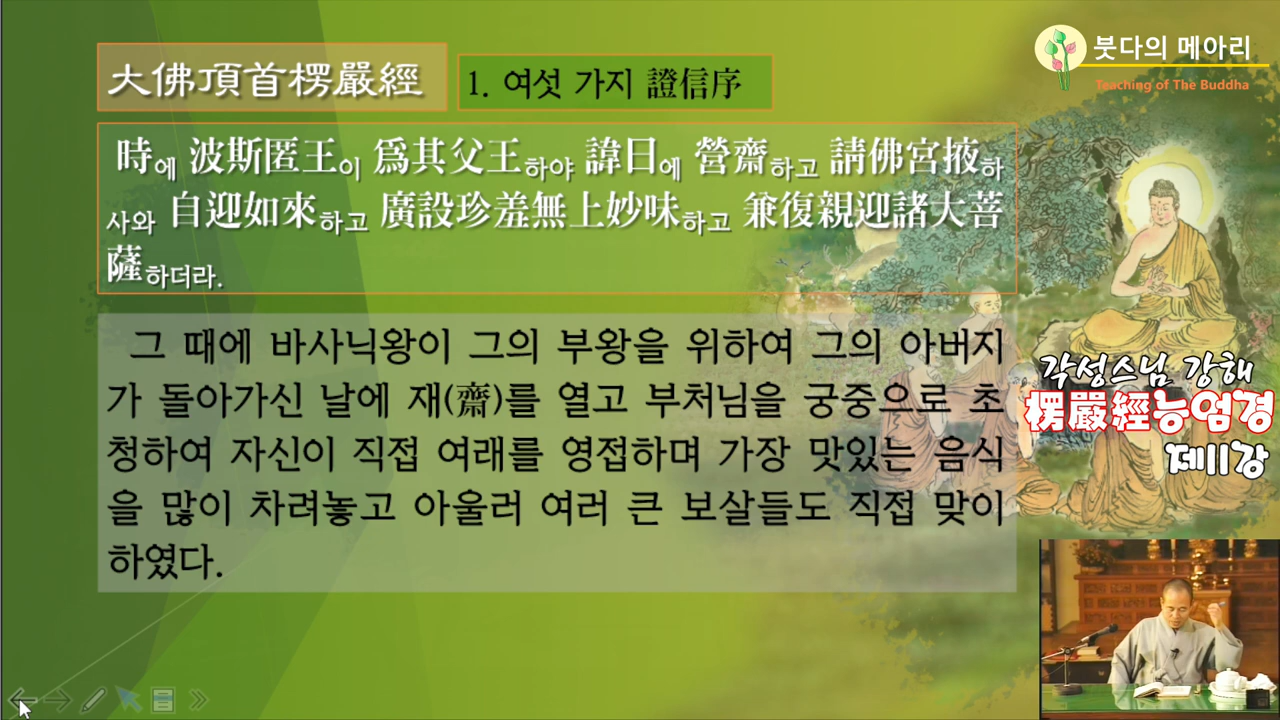 大佛頂首楞嚴經
1. 여섯 가지 證信序
붓다의 메아리
Teaching of The Buddha
時에 波斯匿王이 爲其父王하야 諱日에 營齋하고 請佛宮掖하
사와 自迎如來하고 廣設珍羞無上妙味하고 兼復親迎諸大菩
薩하더라.
그 때에 바사닉왕이 그의 부왕을 위하여 그의 아버지
가 돌아가신 날에 재(齋)를 열고 부처님을 궁중으로 초
청하여 자신이 직접 여래를 영접하며 가장 맛있는 음식
을 많이 차려놓고 아울러 여러 큰 보살들도 직접 맞이
하였다.
각성스님 강해
楞嚴經능엄경
제11강